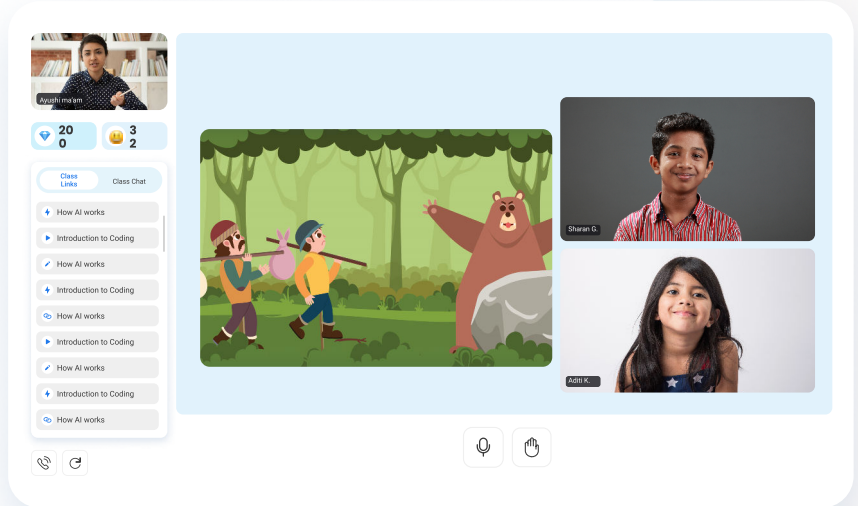 Ayushi ma'am
20
0
3
2
Class
Links
Class Chat
How AI works
Introduction to Coding
How AI works
Introduction to Coding
How AI works
Introduction to Coding
How AI works
Introduction to Coding
How AI works
Sharan G.
Aditi K.